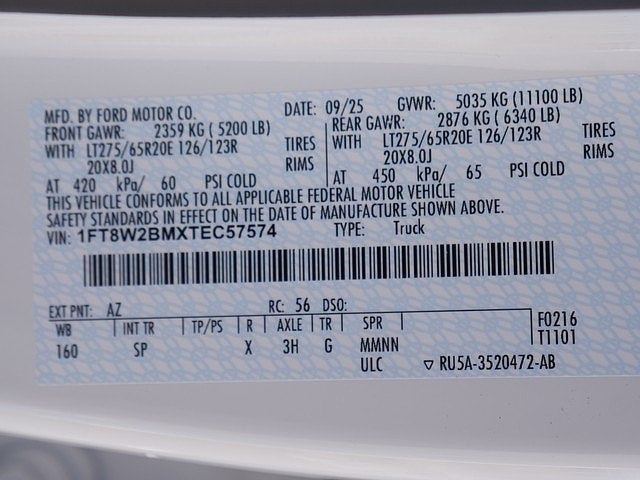 MFD. BY FORD MOTOR CO. DATE: 09/25 GVWR: 5035 KG (11100 LB)
FRONT GAWR: 2359 KG ( 5200 LB) REAR GAWR: 2876 KG ( 6340 LB)
WITH LT275/65R20E 126/123R TIRES WITH LT275/65R20E 126/123R TIRES
20X8.0J RIMS 20X8.0J RIMS
AT 420 kPa/ 60 PSI COLD AT 450 kPa/ 65 PSI COLD
THIS VEHICLE CONFORMS TO ALL APPLICABLE FEDERAL MOTOR VEHICLE
SAFETY STANDARDS IN EFFECT ON THE DATE OF MANUFACTURE SHOWN ABOVE.
VIN: 1FT8W2BMXTEC57574 TYPE: Truck
EXT PNT: AZ RC: 56 DSO:
WB INT TR TP/PS R AXLE TR SPR F0216
160 SP X 3H G MMNN T1101
ULC RU5A-3520472-AB